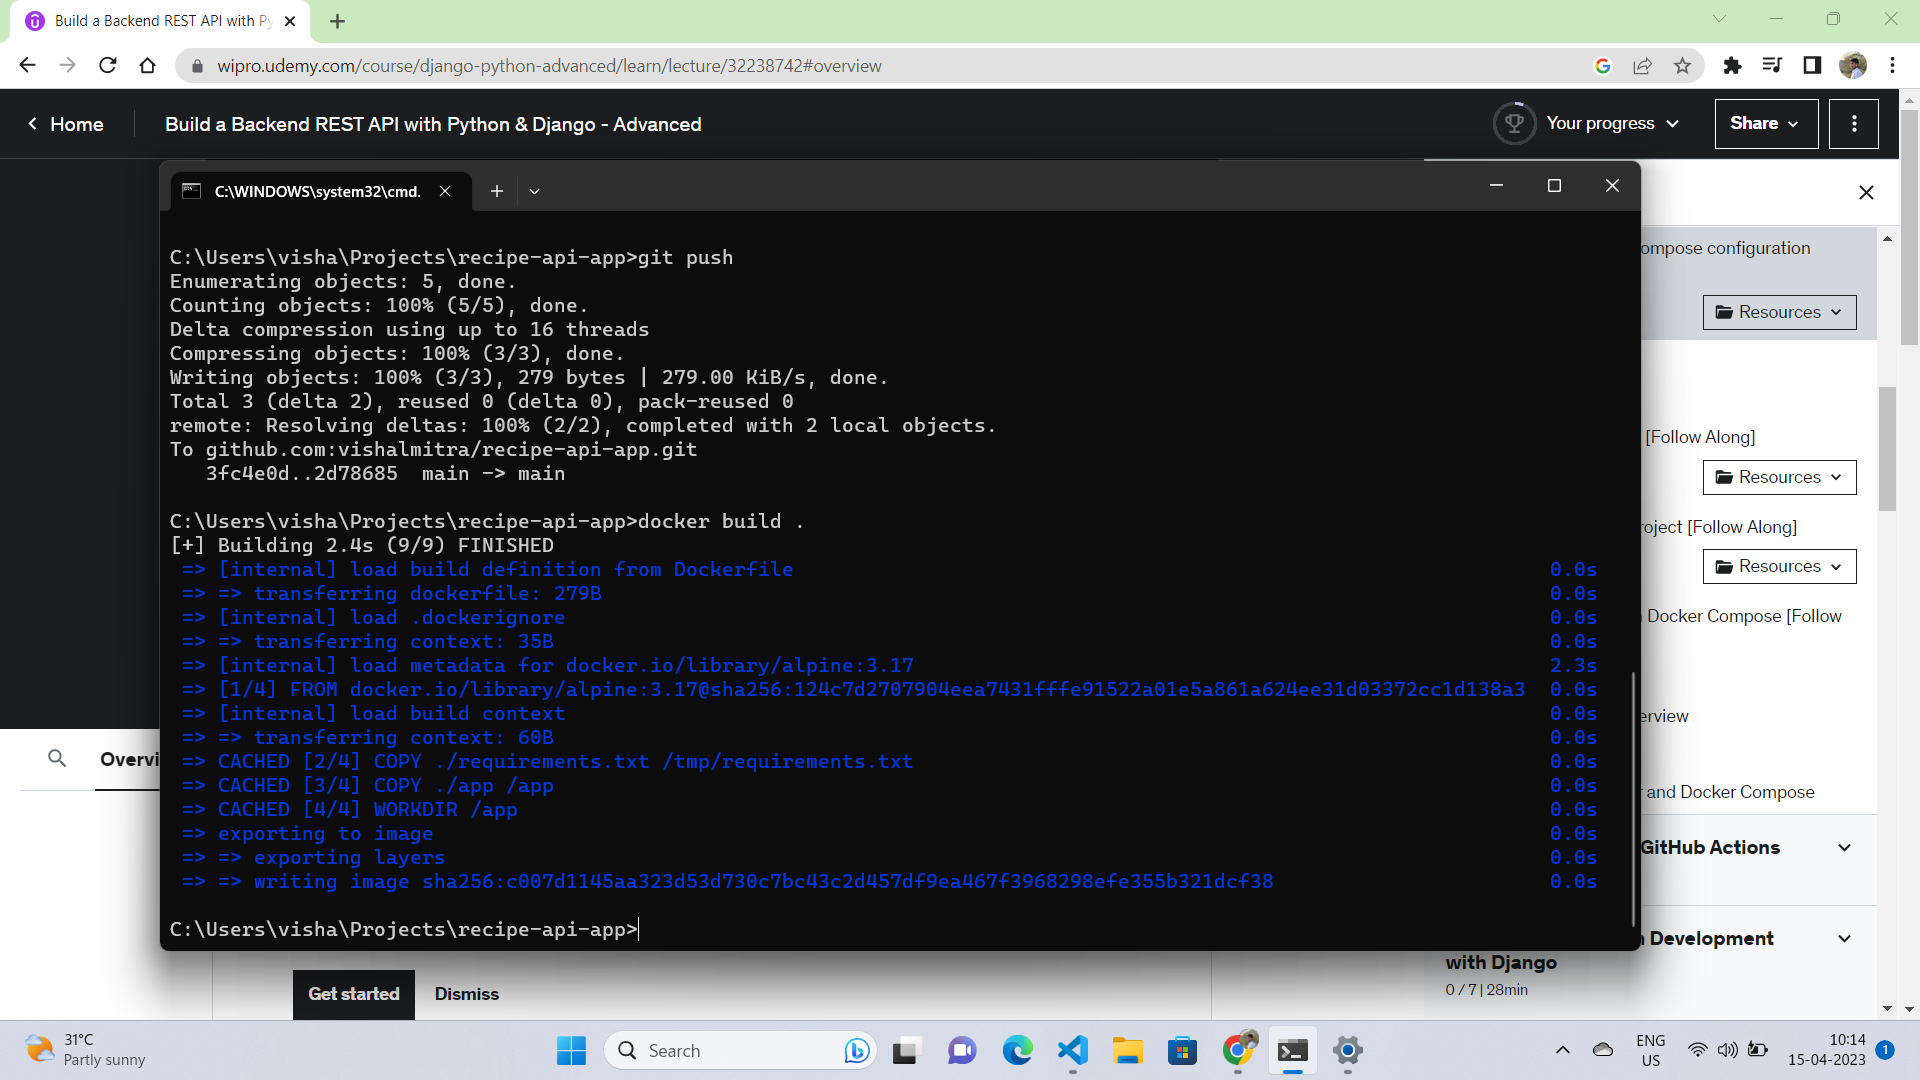 Build a Backend REST API with Py
wipro.udemy.com/course/django-python-advanced/learn/lecture/32238742#overview
Home
Build a Backend REST API with Python & Django - Advanced
Your progress
Share
C:\WINDOWS\system32\cmd.
C:\Users\visha\Projects\recipe-api-app>git push
Enumerating objects: 5, done.
Counting objects: 100% (5/5), done.
Delta compression using up to 16 threads
Compressing objects: 100% (3/3), done.
Writing objects: 100% (3/3), 279 bytes | 279.00 KiB/s, done.
Total 3 (delta 2), reused 0 (delta 0), pack-reused 0
remote: Resolving deltas: 100% (2/2), completed with 2 local objects.
To github.com:vishalmitra/recipe-api-app.git
   3fc4e0d..2d78685  main -> main
C:\Users\visha\Projects\recipe-api-app>docker build .
[+] Building 2.4s (9/9) FINISHED
=> [internal] load build definition from Dockerfile 0.0s
=> => transferring dockerfile: 279B 0.0s
=> [internal] load .dockerignore 0.0s
=> => transferring context: 35B 0.0s
=> [internal] load metadata for docker.io/library/alpine:3.17 2.3s
=> [1/4] FROM docker.io/library/alpine:3.17@sha256:124c7d2707904eea7431fffe91522a01e5a861a624ee31d03372cc1d138a3 0.0s
=> [internal] load build context 0.0s
=> => transferring context: 60B 0.0s
=> CACHED [2/4] COPY ./requirements.txt /tmp/requirements.txt 0.0s
=> CACHED [3/4] COPY ./app /app 0.0s
=> CACHED [4/4] WORKDIR /app 0.0s
=> exporting to image 0.0s
=> => exporting layers 0.0s
=> => writing image sha256:c007d1145aa323d53d730c7bc43c2d457df9ea467f3968298efe355b321dcf38 0.0s
C:\Users\visha\Projects\recipe-api-app>
ompose configuration
Resources
[Follow Along]
Resources
roject [Follow Along]
Resources
Docker Compose [Follow
erview
and Docker Compose
GitHub Actions
Development
with Django
0 / 7 | 28min
Overvi
Get started
Dismiss
31°C
Partly sunny
Search
ENG
US
10:14
15-04-2023
1